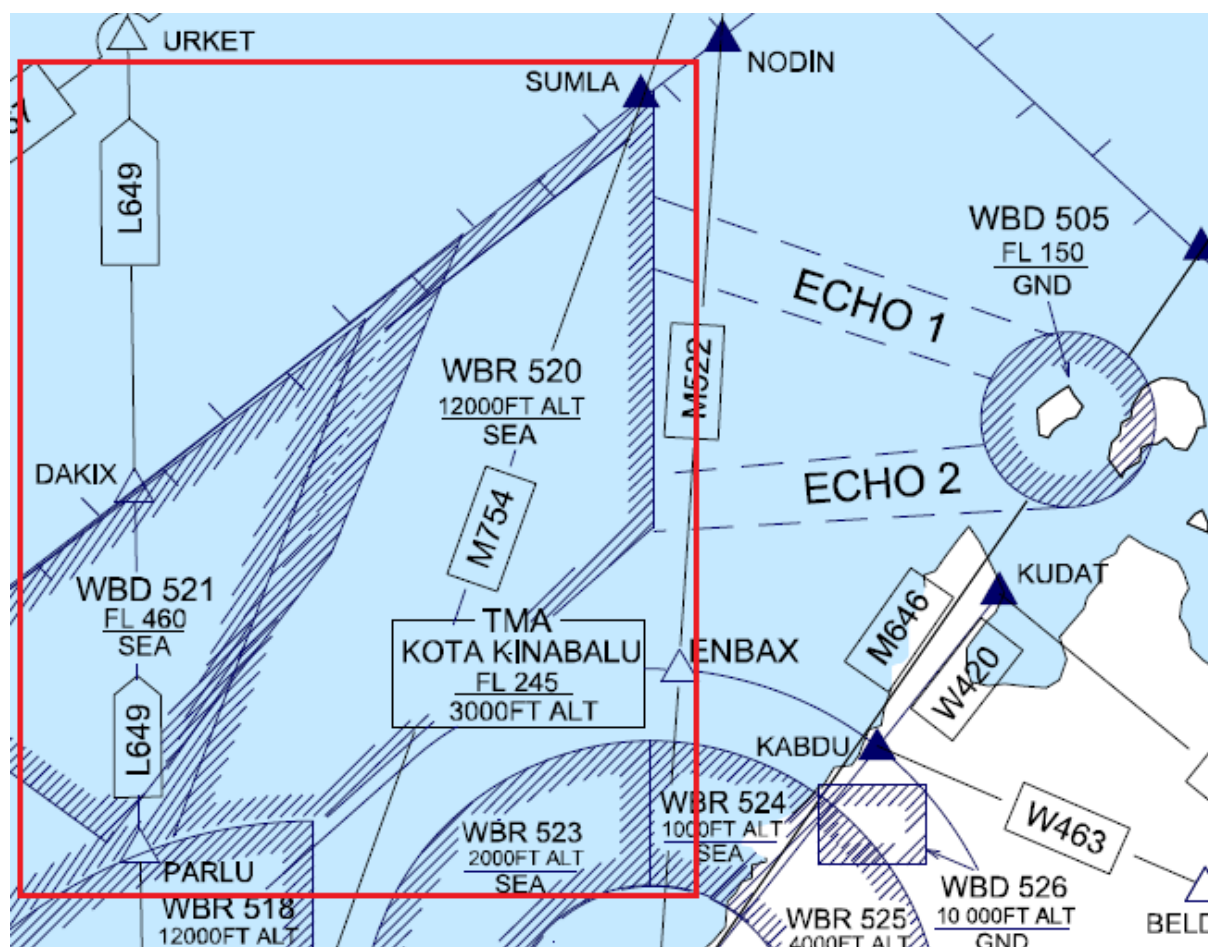 URKET
NODIN
SUMLA
L649
WBD 505
FL 150
GND
ECHO 1
WBR 520
12000FT ALT
SEA
M522
DAKIX
ECHO 2
M754
WBD 521
FL 460
SEA
KUDAT
TMA
KOTA KINABALU
FL 245
3000FT ALT
ENBAX
M646
W420
L649
KABDU
WBR 524
1000FT ALT
SEA
WBR 523
2000FT ALT
SEA
W463
PARLU
WBR 518
12000FT ALT
WBR 525
4000FT ALT
WBD 526
10 000FT ALT
GND
BELD